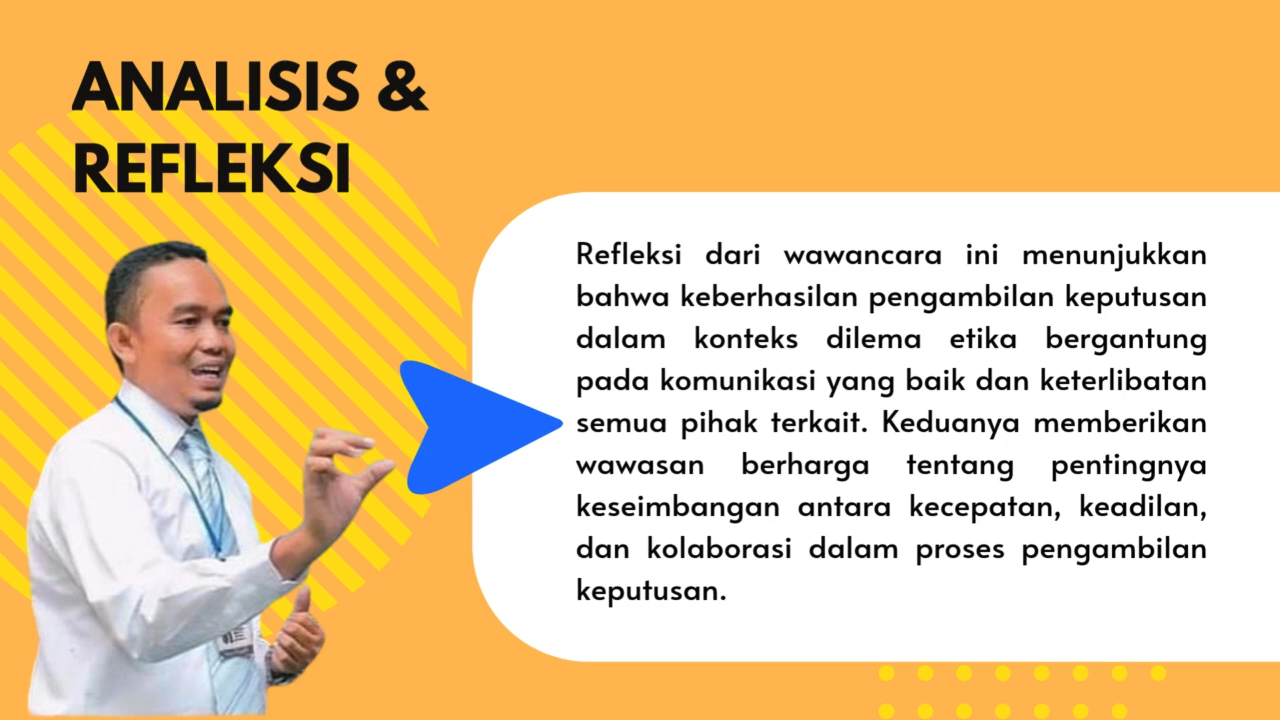 ANALISIS &
REFLEKSI
Refleksi dari wawancara ini menunjukkan
bahwa keberhasilan pengambilan keputusan
dalam konteks dilema etika bergantung
pada komunikasi yang baik dan keterlibatan
semua pihak terkait. Keduanya memberikan
wawasan berharga tentang pentingnya
keseimbangan antara kecepatan, keadilan,
dan kolaborasi dalam proses pengambilan
keputusan.